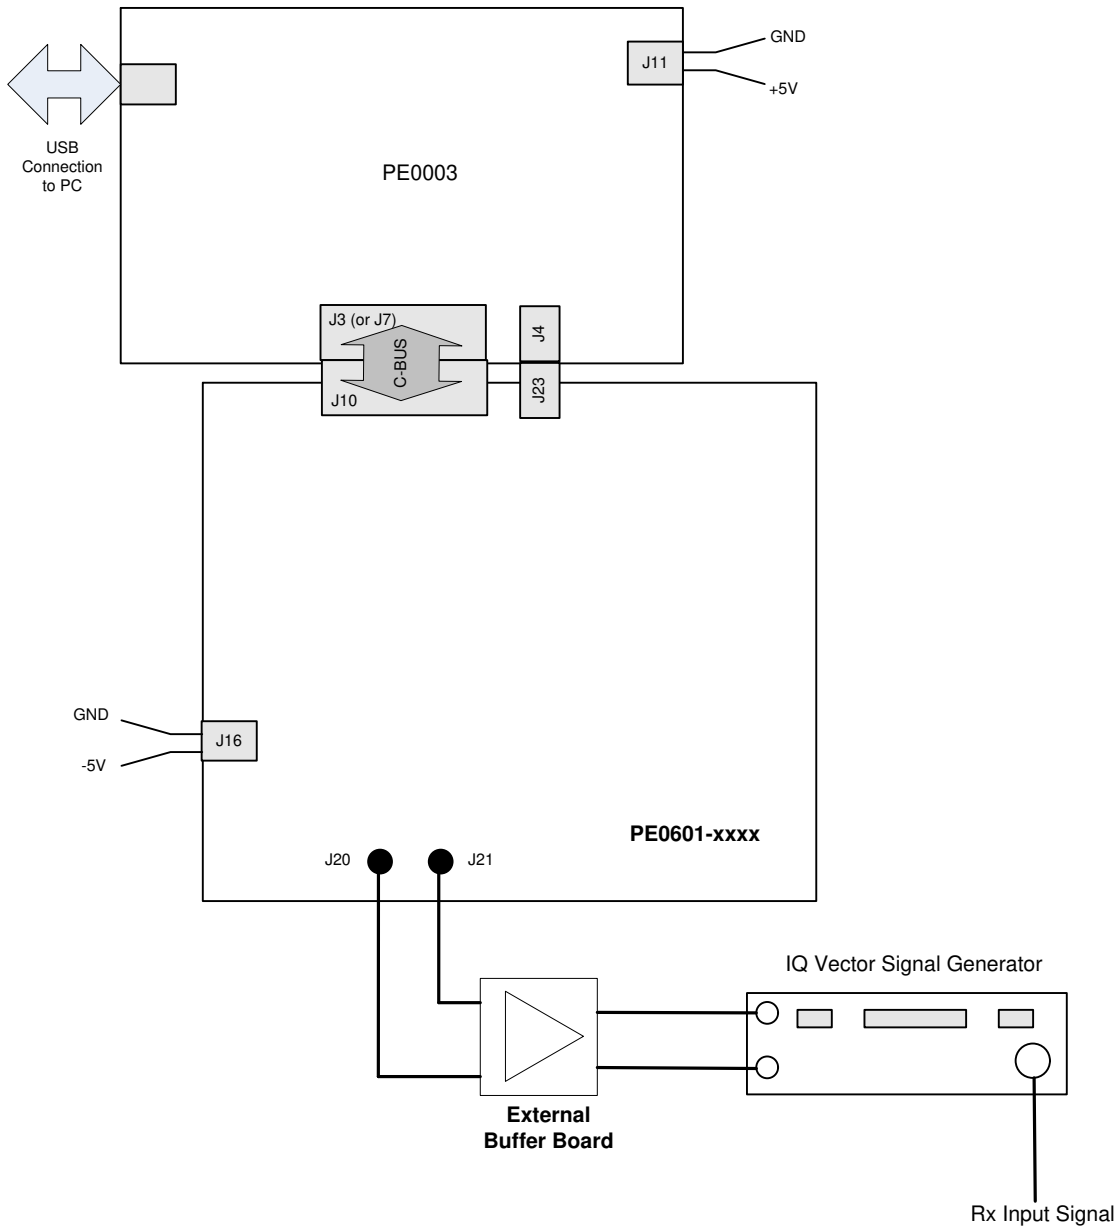 GND
J11
+5V
USB
Connection
to PC
PE0003
J3 (or J7)
J4
C-BUS
J10
J23
GND
J16
-5V
PE0601-xxxx
J20
J21
IQ Vector Signal Generator
External
Buffer Board
Rx Input Signal